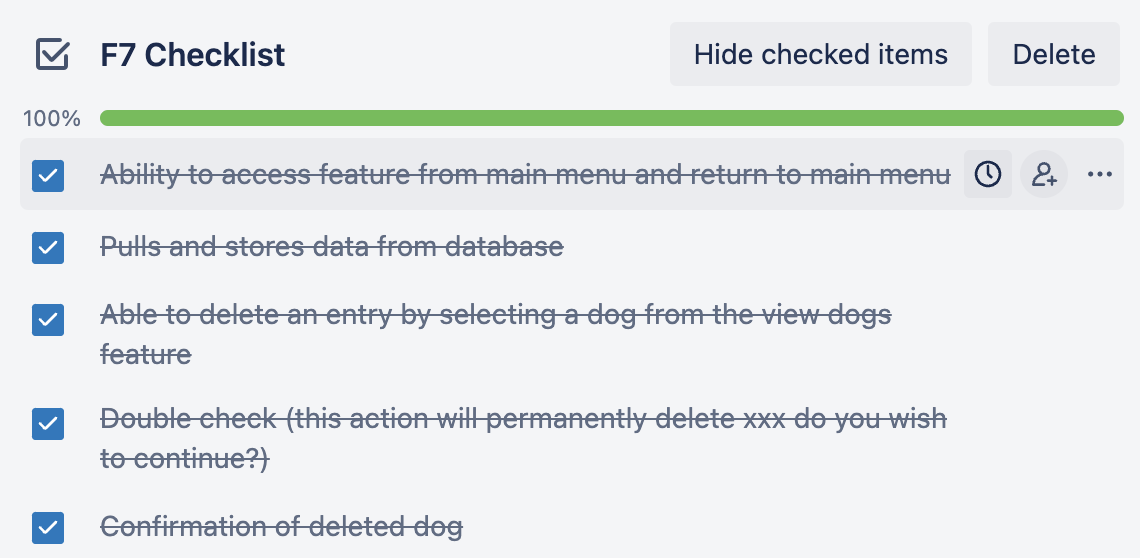 F7 Checklist
Hide checked items
Delete
100%
Ability to access feature from main menu and return to main menu
Pulls and stores data from database
Able to delete an entry by selecting a dog from the view dogs
feature
Double check (this action will permanently delete xxx do you wish
to continue?)
Confirmation of deleted dog